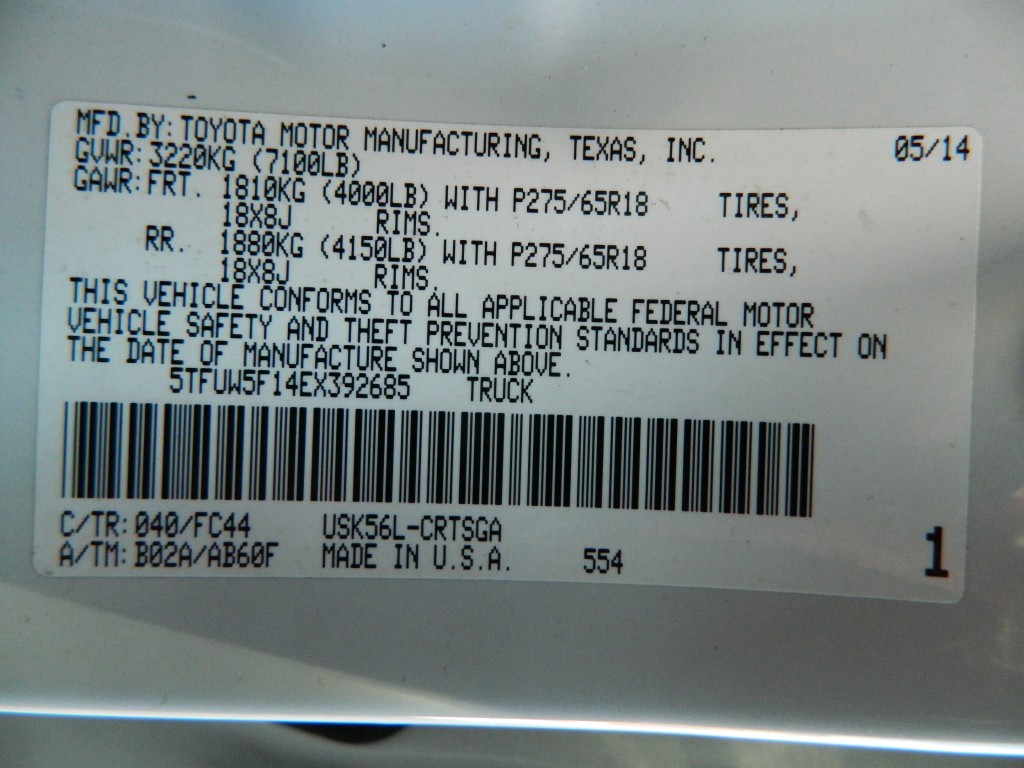 MFD. BY: TOYOTA MOTOR MANUFACTURING, TEXAS, INC. 05/14
GVWR: 3220KG (7100LB)
GAWR: FRT. 1810KG (4000LB) WITH P275/65R18 TIRES,
18X8J RIMS.
RR. 1880KG (4150LB) WITH P275/65R18 TIRES,
18X8J RIMS.
THIS VEHICLE CONFORMS TO ALL APPLICABLE FEDERAL MOTOR
VEHICLE SAFETY AND THEFT PREVENTION STANDARDS IN EFFECT ON
THE DATE OF MANUFACTURE SHOWN ABOVE.
5TFUW5F14EX392685 TRUCK
C/TR: 040/FC44 USK56L-CRTSGA
A/TM: B02A/AB60F MADE IN U.S.A. 554 1